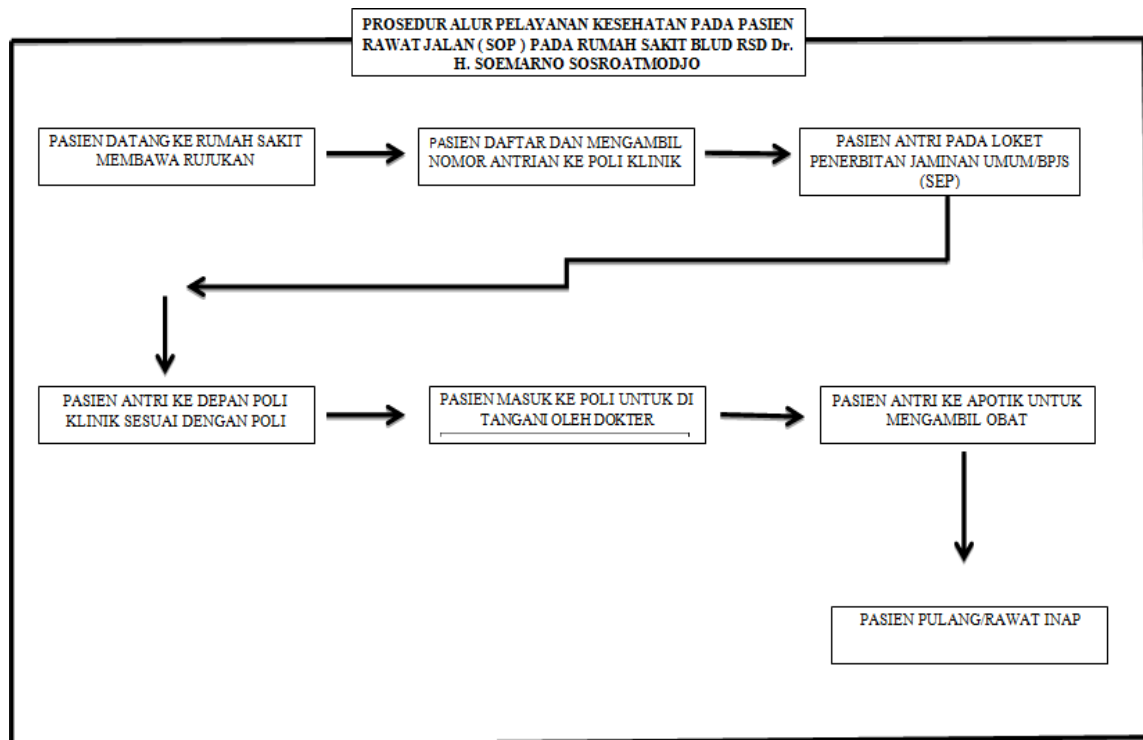 PROSEDUR ALUR PELAYANAN KESEHATAN PADA PASIEN
RAWAT JALAN ( SOP ) PADA RUMAH SAKIT BLUD RSD Dr.
H. SOEMARNO SOSROATMODJO
PASIEN DATANG KE RUMAH SAKIT
MEMBAWA RUJUKAN
PASIEN DAFTAR DAN MENGAMBIL
NOMOR ANTRIAN KE POLI KLINIK
PASIEN ANTRI PADA LOKET
PENERBITAN JAMINAN UMUM/BPJS
(SEP)
PASIEN ANTRI KE DEPAN POLI
KLINIK SESUAI DENGAN POLI
PASIEN MASUK KE POLI UNTUK DI
TANGANI OLEH DOKTER
PASIEN ANTRI KE APOTIK UNTUK
MENGAMBIL OBAT
PASIEN PULANG/RAWAT INAP